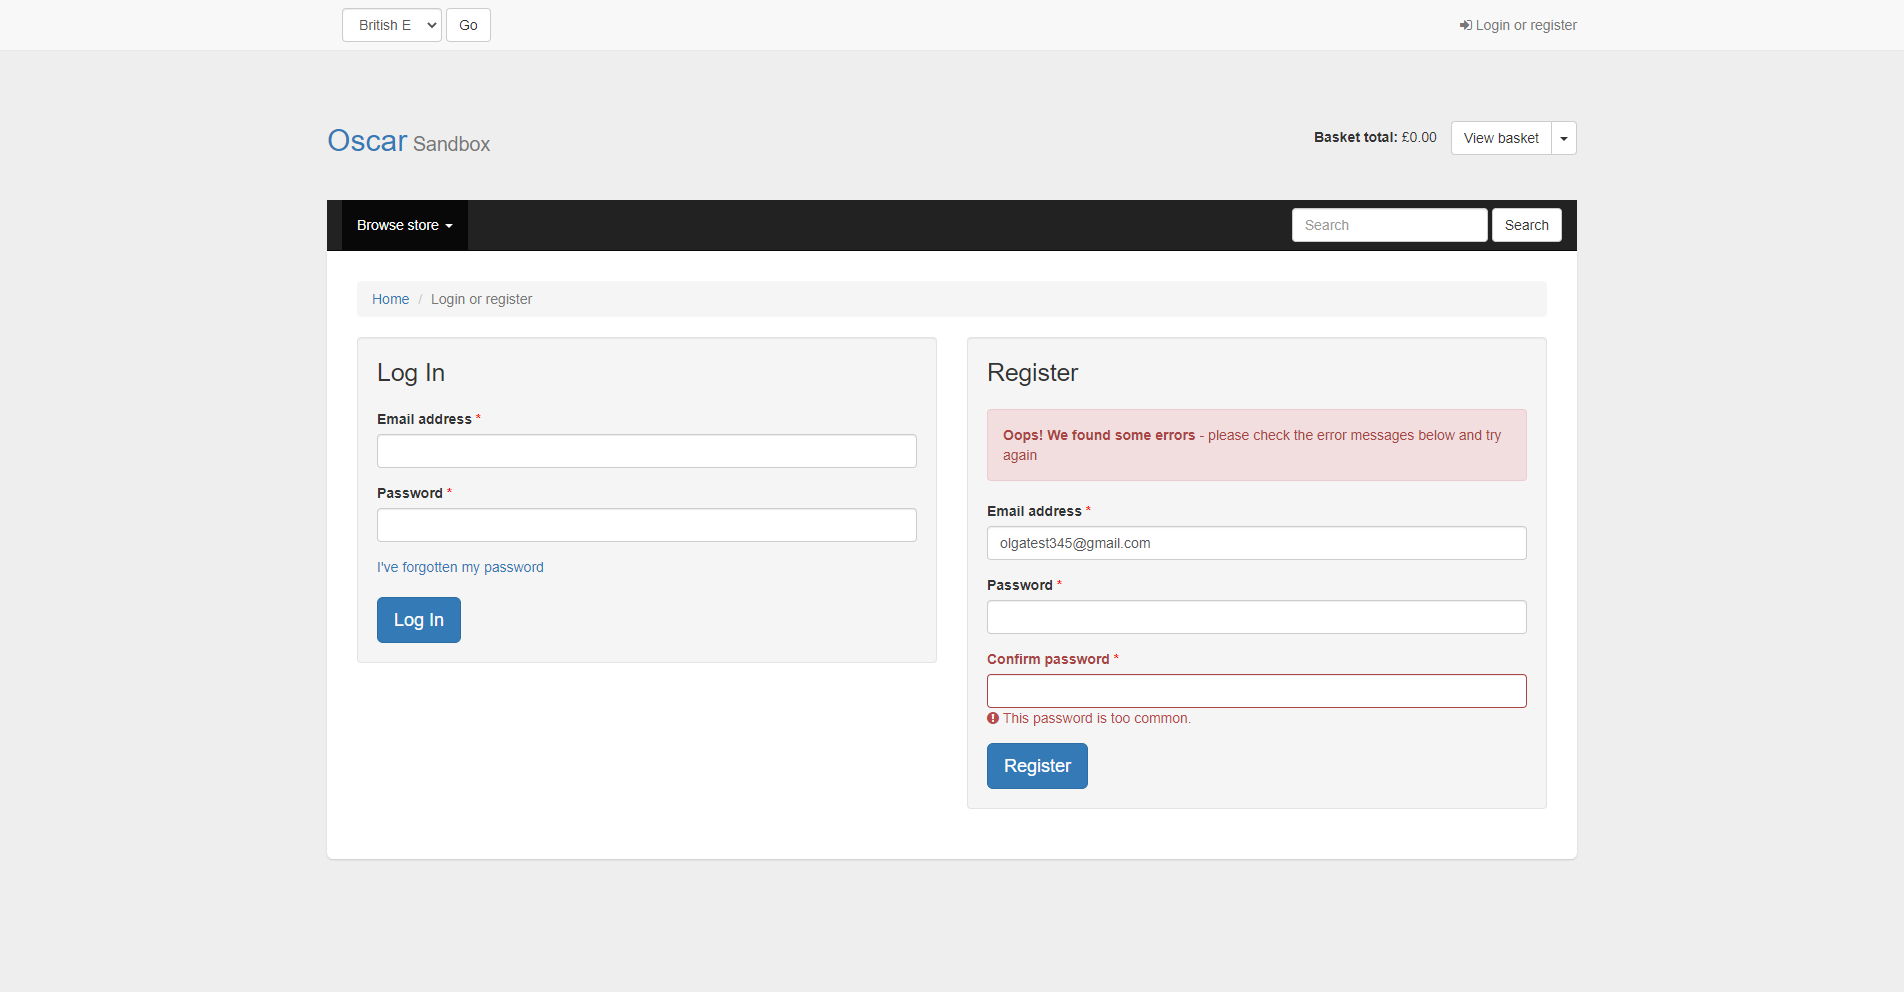 British E
Go
Login or register
Oscar Sandbox
Basket total: £0.00
View basket
Browse store
Search
Search
Home / Login or register
Log In
Email address *
Password *
I've forgotten my password
Log In
Register
Oops! We found some errors - please check the error messages below and try
again
Email address *
olgatest345@gmail.com
Password *
Confirm password *
This password is too common.
Register